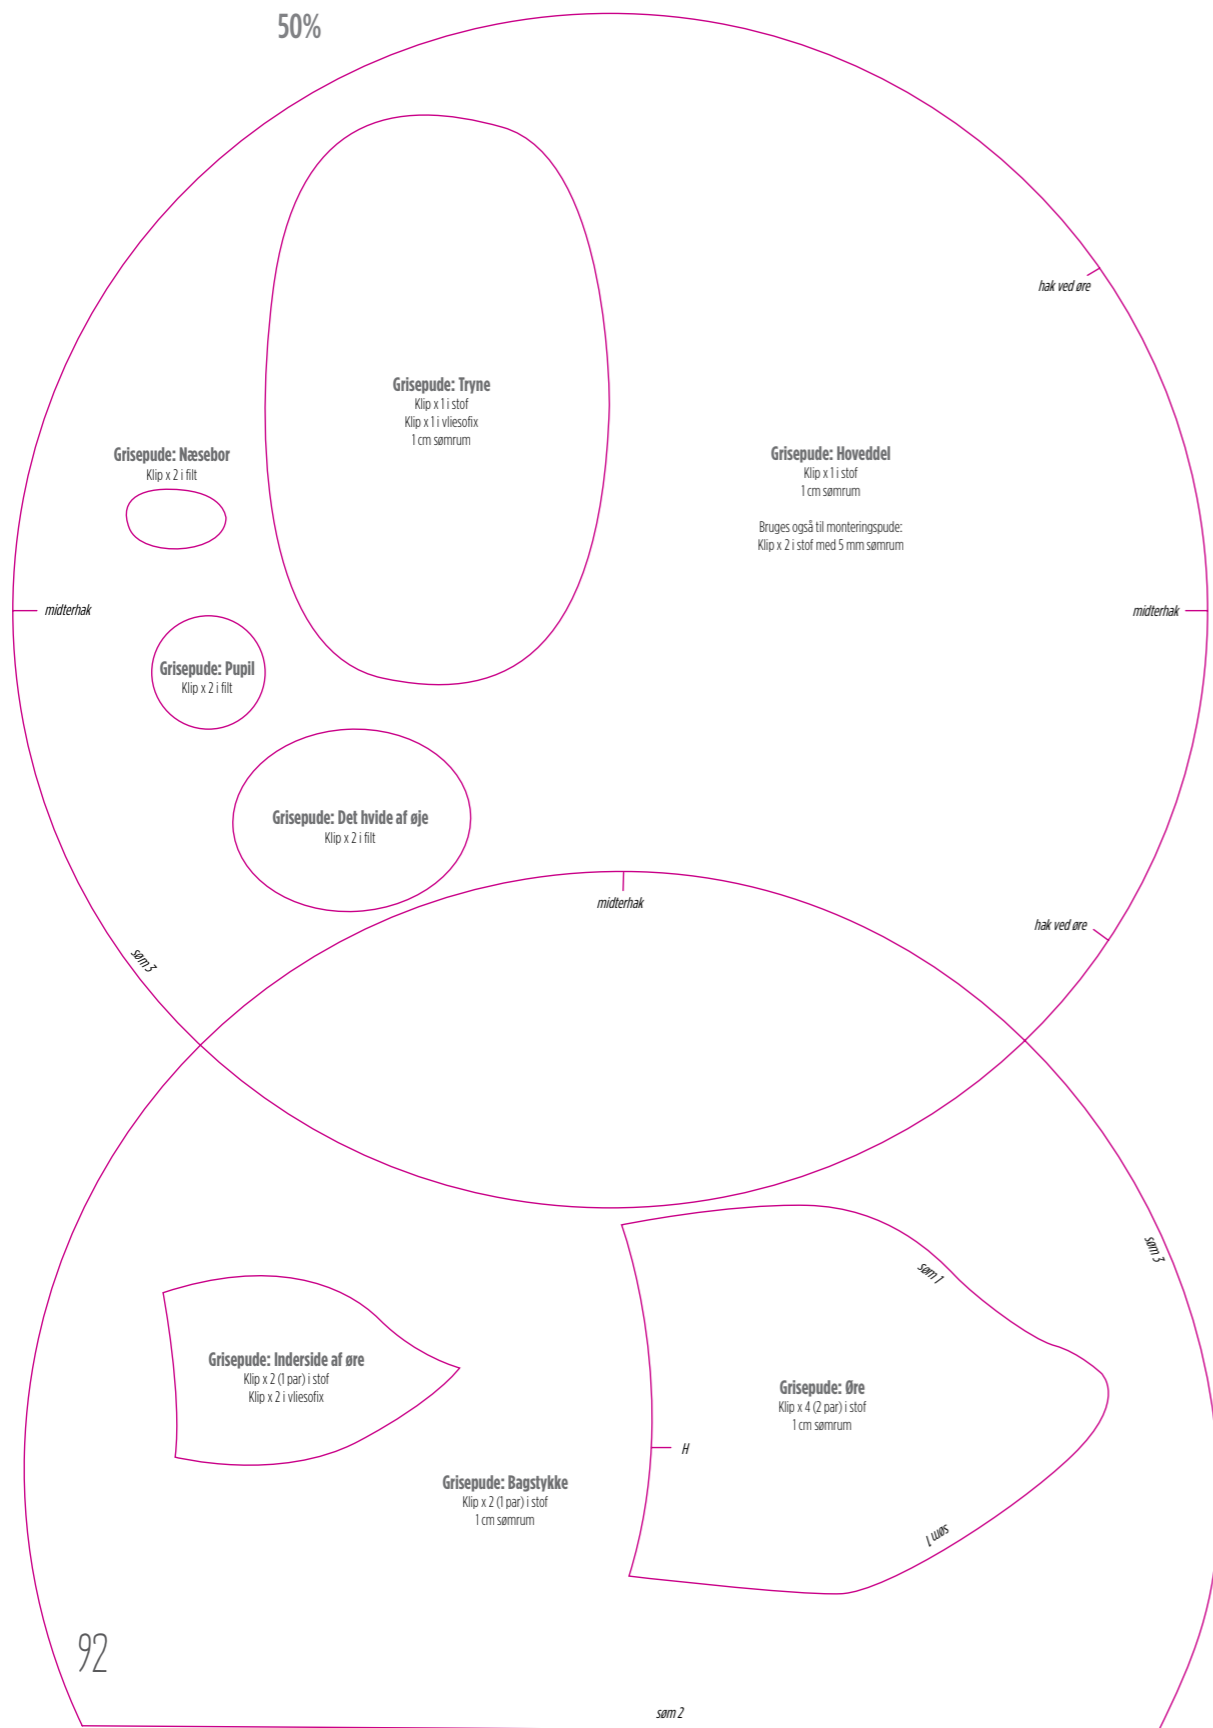 50%
hak ved øre
Grisepude: Tryne
Klip x 1 i stof
Klip x 1 i vliesofix
1 cm sømrum
Grisepude: Næsebor
Klip x 2 i filt
Grisepude: Hoveddel
Klip x 1 i stof
1 cm sømrum
Bruges også til monteringspude:
Klip x 2 i stof med 5 mm sømrum
midterhak
midterhak
Grisepude: Pupil
Klip x 2 i filt
Grisepude: Det hvide af øje
Klip x 2 i filt
midterhak
hak ved øre
søm 3
søm 3
søm 1
Grisepude: Inderside af øre
Klip x 2 (1 par) i stof
Klip x 2 i vliesofix
Grisepude: Øre
Klip x 4 (2 par) i stof
1 cm sømrum
H
Grisepude: Bagstykke
Klip x 2 (1 par) i stof
1 cm sømrum
søm 1
92
søm 2